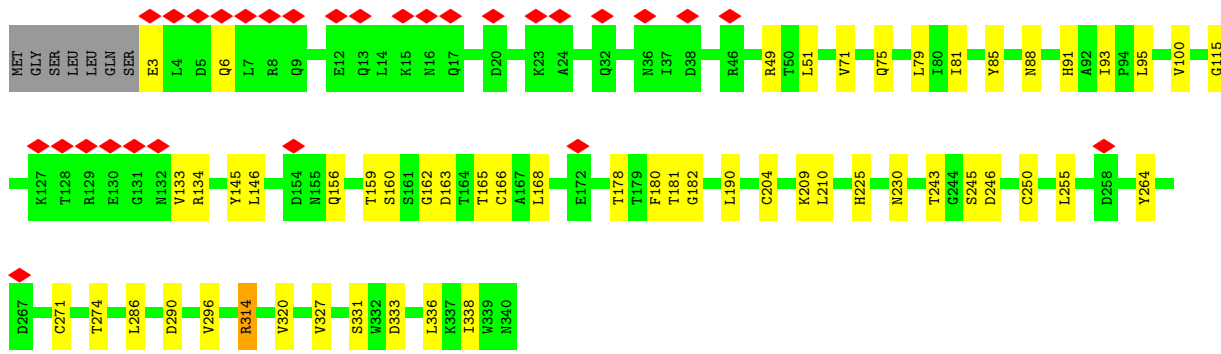 MET GLY SER LEU LEU GLN SER E3 L4 D5 Q6 L7 R8 Q9 E12 Q13 L14 K15 N16 Q17 D20 K23 A24 Q32 N36 I37 D38 R46 R49 T50 L51 V71 Q75 L79 I80 I81 Y85 N88 H91 A92 I93 P94 L95 V100 G115
K127 T128 R129 E130 G131 N132 V133 R134 Y145 L146 D154 N155 Q156 T159 S160 S161 G162 D163 T164 T165 C166 A167 L168 E172 T178 T179 F180 T181 G182 L190 C204 K209 L210 H225 N230 T243 G244 S245 D246 C250 L255 D258 Y264
D267 C271 T274 L286 D290 V296 R314 V320 V327 S331 W332 D333 L336 K337 I338 W339 N340